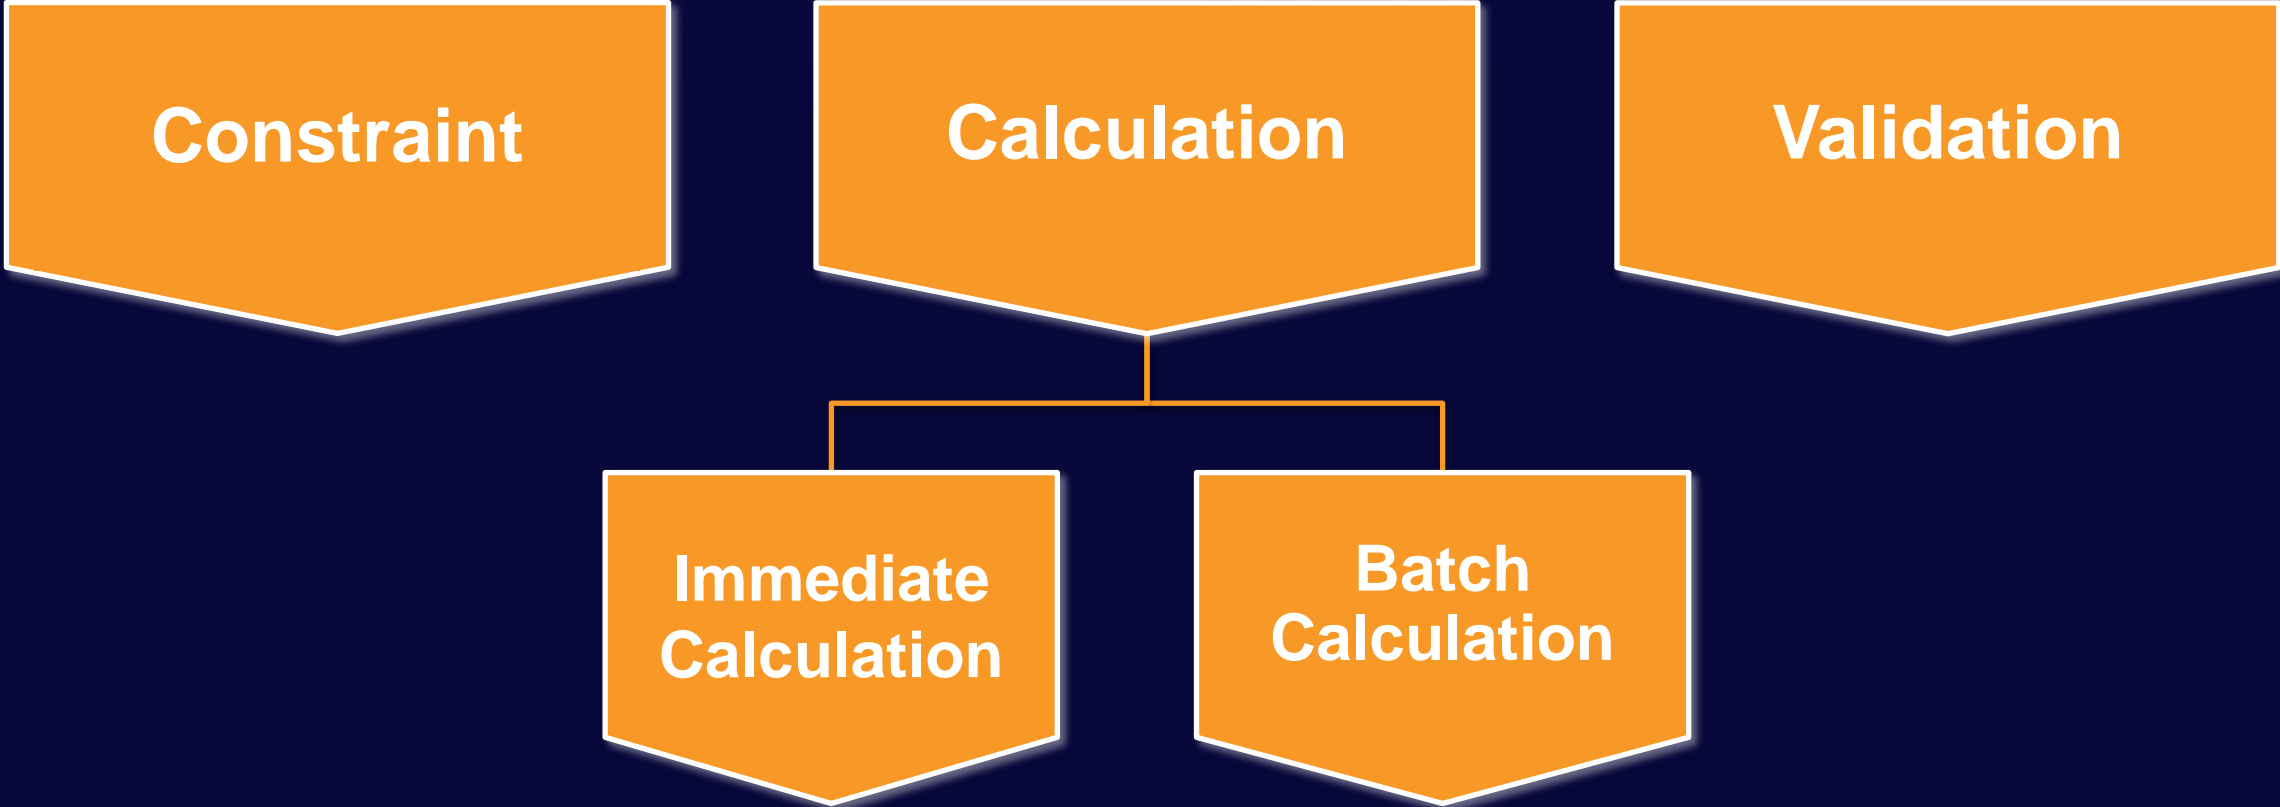 Constraint
Calculation
Validation
Immediate
Calculation
Batch
Calculation